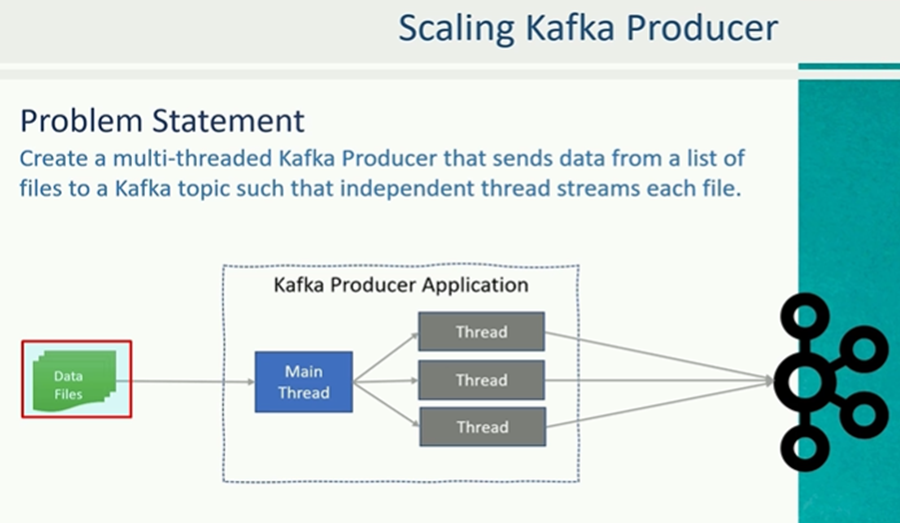 Scaling Kafka Producer
Problem Statement
Create a multi-threaded Kafka Producer that sends data from a list of
files to a Kafka topic such that independent thread streams each file.
Kafka Producer Application
Data
Files
Main
Thread
Thread
Thread
Thread